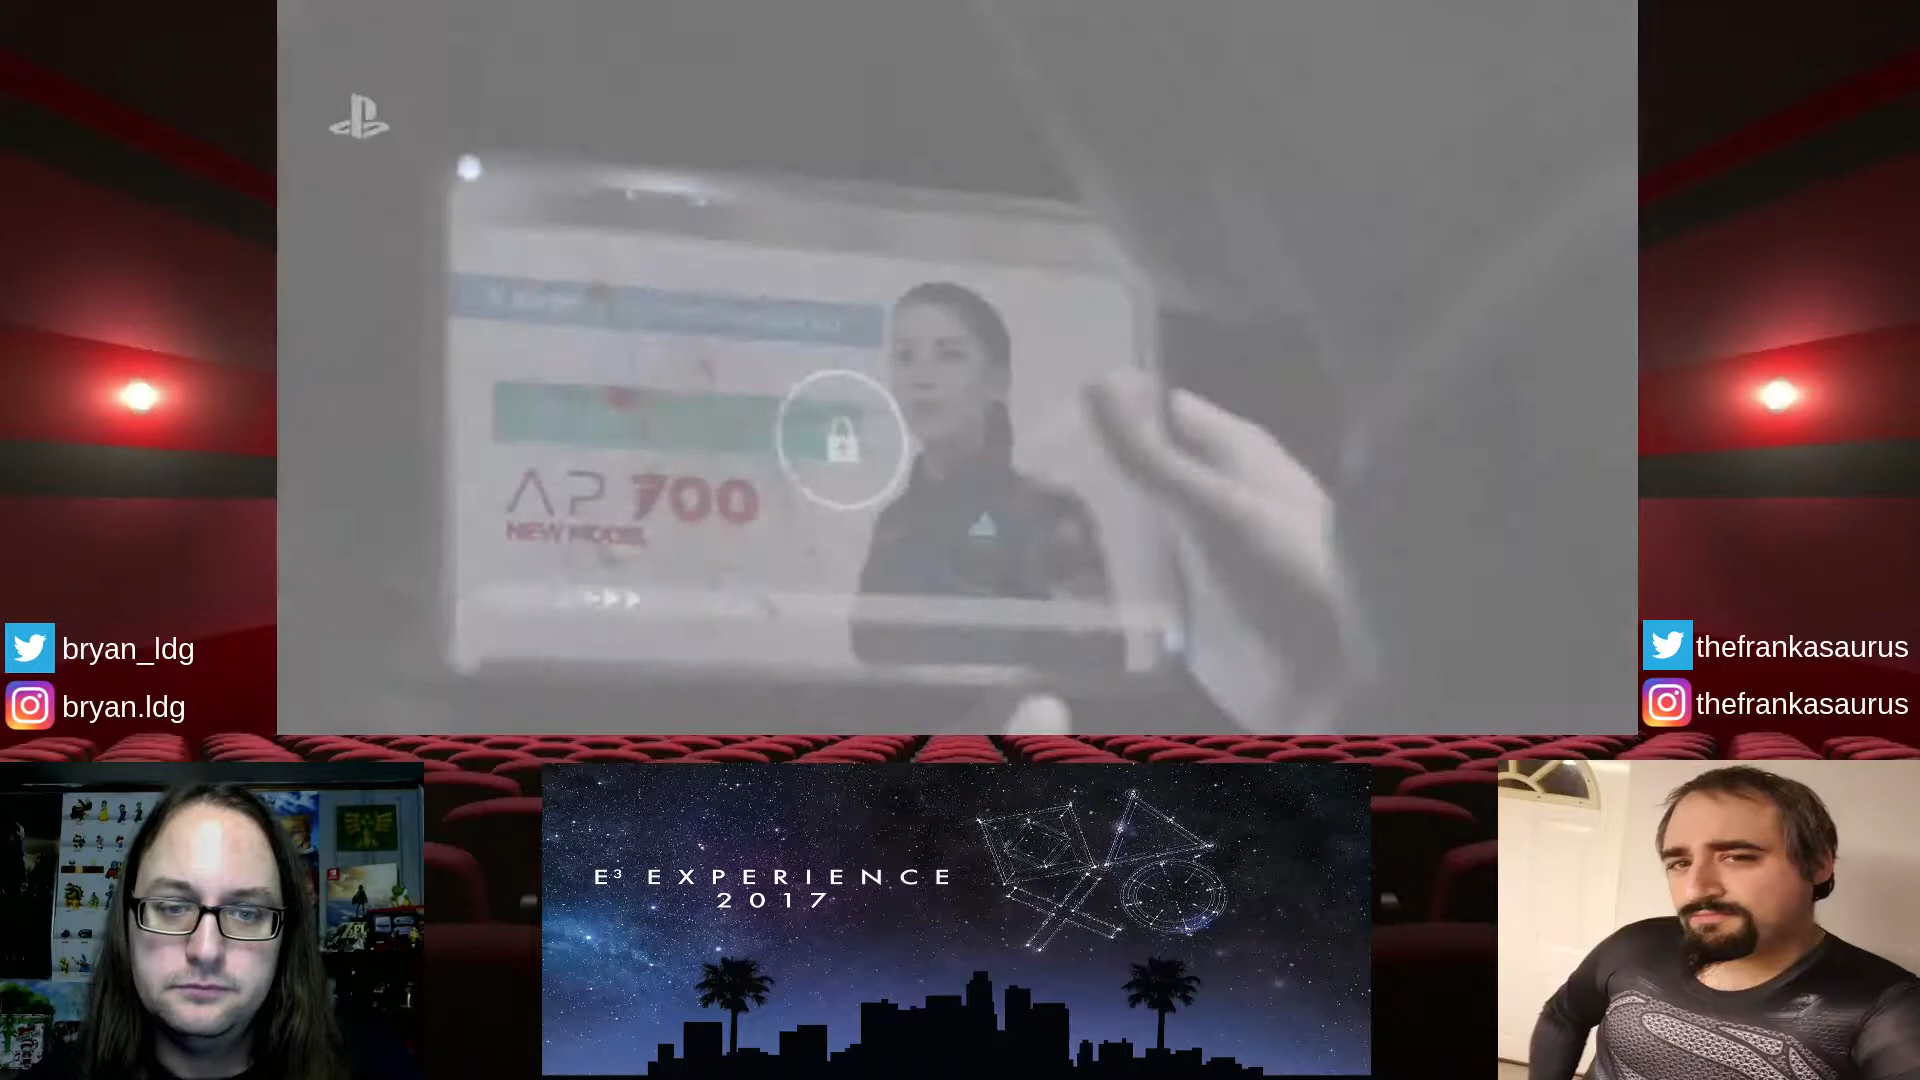 AP 700
NEW MODEL
bryan_ldg
bryan.ldg
thefrankasaurus
thefrankasaurus
E³ EXPERIENCE
2017